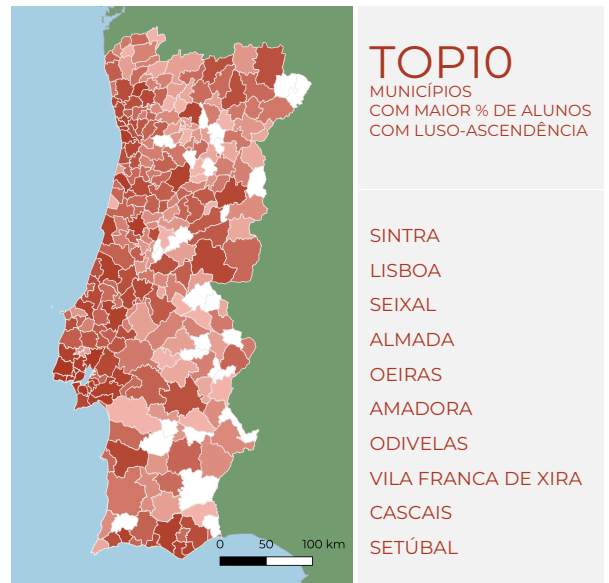 TOP10
MUNICÍPIOS
COM MAIOR % DE ALUNOS
COM LUSO-ASCENDÊNCIA
SINTRA
LISBOA
SEIXAL
ALMADA
OEIRAS
AMADORA
ODIVELAS
VILA FRANCA DE XIRA
CASCAIS
SETÚBAL
0 50 100 km